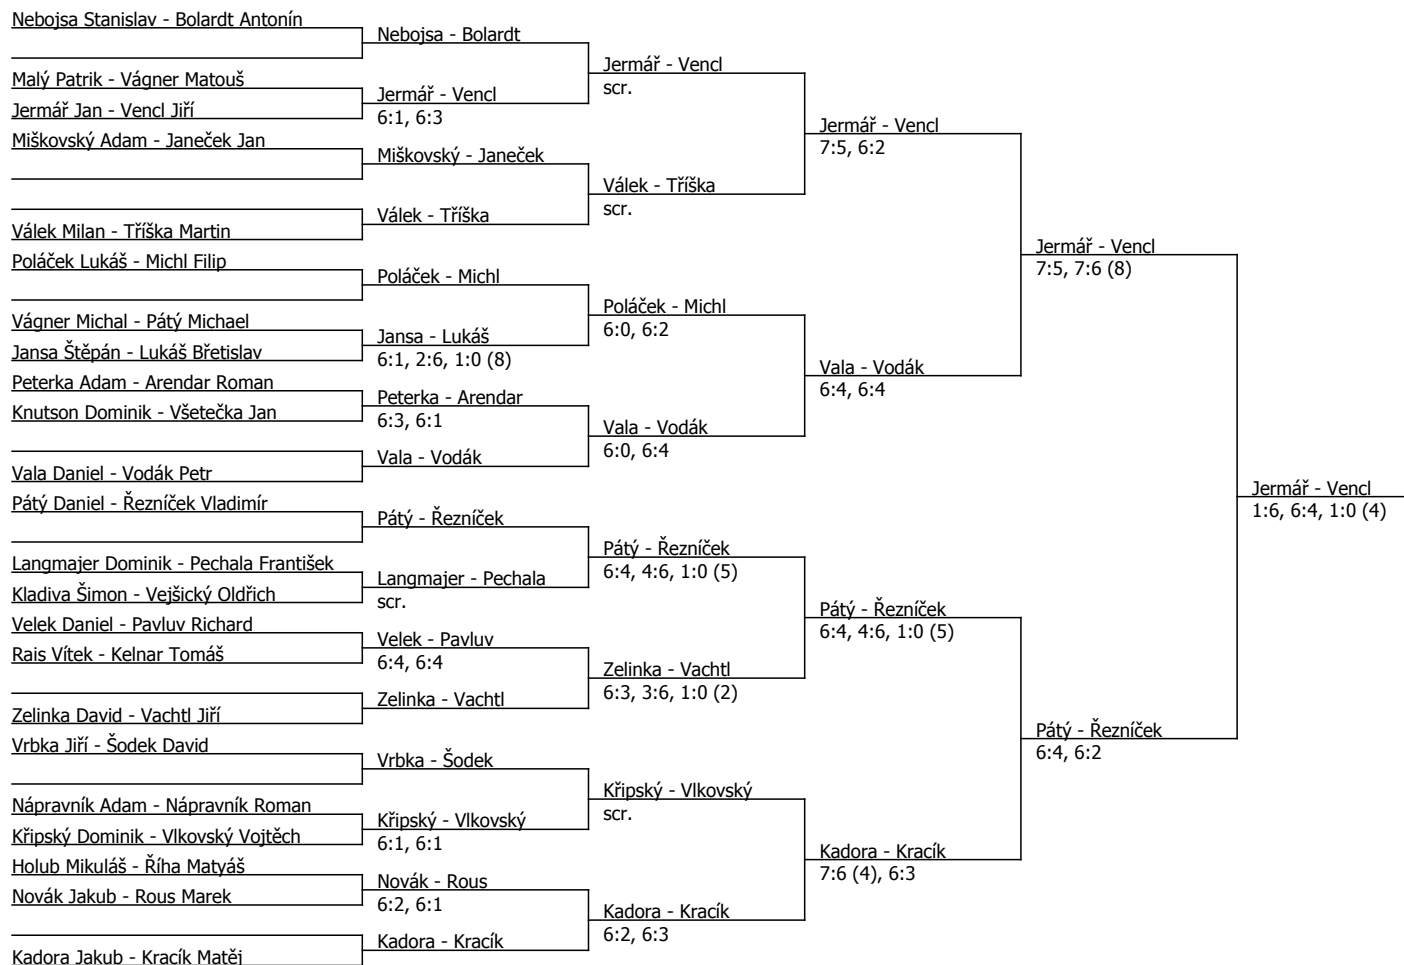 Nebojsa Stanislav - Bolardt Antonín
Malý Patrik - Vágner Matouš
Jermář Jan - Vencl Jiří
Miškovský Adam - Janeček Jan
Válek Milan - Tříška Martin
Poláček Lukáš - Michl Filip
Vágner Michal - Pátý Michael
Jansa Štěpán - Lukáš Břetislav
Peterka Adam - Arendar Roman
Knutson Dominik - Všetečka Jan
Vala Daniel - Vodák Petr
Pátý Daniel - Řezníček Vladimír
Langmajer Dominik - Pechala František
Kladiva Šimon - Vejšický Oldřich
Velek Daniel - Pavluv Richard
Rais Vítek - Kelnar Tomáš
Zelinka David - Vachtl Jiří
Vrbka Jiří - Šodek David
Nápravník Adam - Nápravník Roman
Křipský Dominik - Vlkovský Vojtěch
Holub Mikuláš - Říha Matyáš
Novák Jakub - Rous Marek
Kadora Jakub - Kracík Matěj
Nebojsa - Bolardt
Jermář - Vencl
6:1, 6:3
Miškovský - Janeček
Válek - Tříška
Poláček - Michl
Jansa - Lukáš
6:1, 2:6, 1:0 (8)
Peterka - Arendar
6:3, 6:1
Vala - Vodák
Pátý - Řezníček
Langmajer - Pechala
scr.
Velek - Pavluv
6:4, 6:4
Zelinka - Vachtl
Vrbka - Šodek
Křipský - Vlkovský
6:1, 6:1
Novák - Rous
6:2, 6:1
Kadora - Kracík
Jermář - Vencl
scr.
Válek - Tříška
scr.
Poláček - Michl
6:0, 6:2
Vala - Vodák
6:0, 6:4
Pátý - Řezníček
6:4, 4:6, 1:0 (5)
Zelinka - Vachtl
6:3, 3:6, 1:0 (2)
Křipský - Vlkovský
scr.
Kadora - Kracík
6:2, 6:3
Jermář - Vencl
7:5, 6:2
Vala - Vodák
6:4, 6:4
Pátý - Řezníček
6:4, 4:6, 1:0 (5)
Kadora - Kracík
7:6 (4), 6:3
Jermář - Vencl
7:5, 7:6 (8)
Pátý - Řezníček
6:4, 6:2
Jermář - Vencl
1:6, 6:4, 1:0 (4)